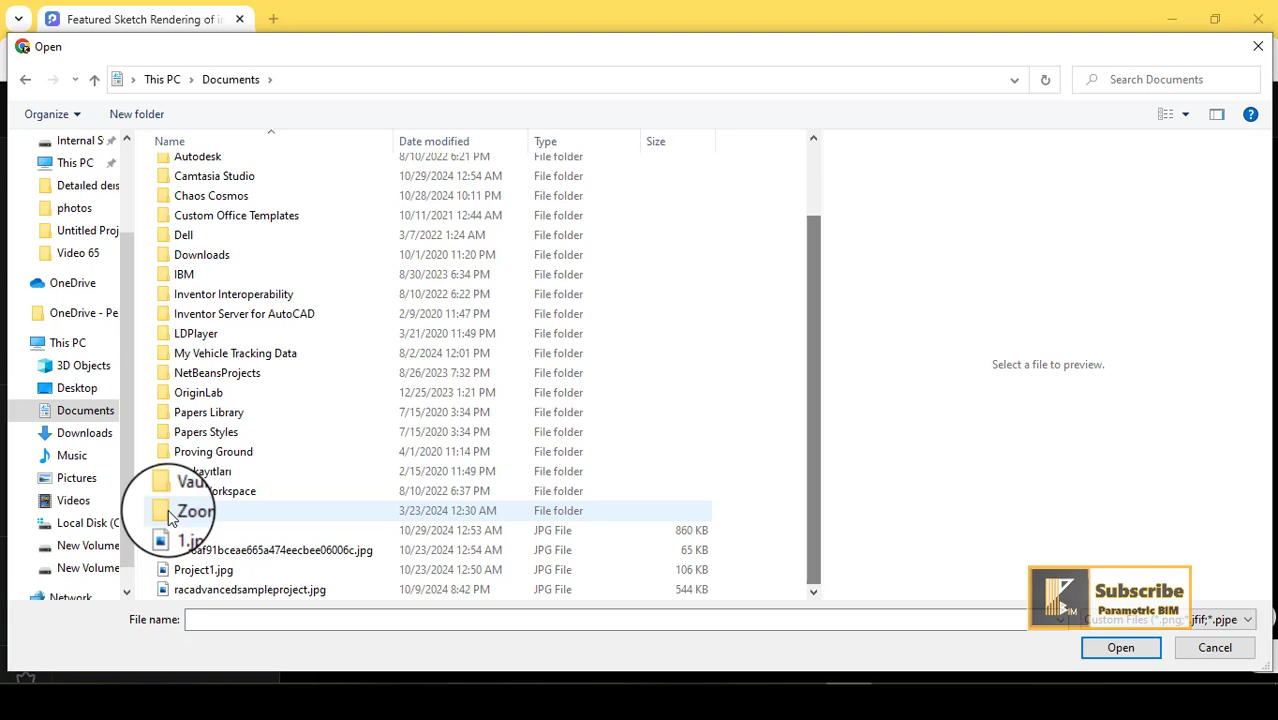 Featured Sketch Rendering of in
Open
This PC
Documents
Search Documents
Organize
New folder
Internal S
This PC
Detailed des
photos
Untitled Proj
Video 65
OneDrive
OneDrive - Pe
This PC
3D Objects
Desktop
Documents
Downloads
Music
Pictures
Videos
Local Disk (C
New Volume
New Volume
Network
Name Date modified Type Size
Autodesk 8/10/2022 6:21 PM File folder
Camtasia Studio 10/29/2024 12:54 AM File folder
Chaos Cosmos 10/28/2024 10:11 PM File folder
Custom Office Templates 10/11/2021 12:44 AM File folder
Dell 3/7/2022 1:24 AM File folder
Downloads 10/1/2020 11:20 PM File folder
IBM 8/30/2023 6:34 PM File folder
Inventor Interoperability 8/10/2022 6:22 PM File folder
Inventor Server for AutoCAD 2/9/2020 11:47 PM File folder
LDPlayer 3/21/2020 11:49 PM File folder
My Vehicle Tracking Data 8/2/2024 12:01 PM File folder
NetBeansProjects 8/26/2023 7:32 PM File folder
OriginLab 12/25/2023 1:21 PM File folder
Papers Library 7/15/2020 3:34 PM File folder
Papers Styles 7/15/2020 3:34 PM File folder
Proving Ground 4/1/2020 11:14 PM File folder
kayıtları 2/15/2020 11:49 PM File folder
Vau
orkspace 8/10/2022 6:37 PM File folder
Zoom 3/23/2024 12:30 AM File folder
1.jp 10/29/2024 12:53 AM JPG File 860 KB
af91bceae665a474eecbee06006c.jpg 10/23/2024 12:54 AM JPG File 65 KB
Project1.jpg 10/23/2024 12:50 AM JPG File 106 KB
racadvancedsampleproject.jpg 10/9/2024 8:42 PM JPG File 544 KB
Select a file to preview.
Subscribe
Parametric BIM
BIM
File name:
Custom Files (*.png;*.jfif;*.pjpe
Open
Cancel